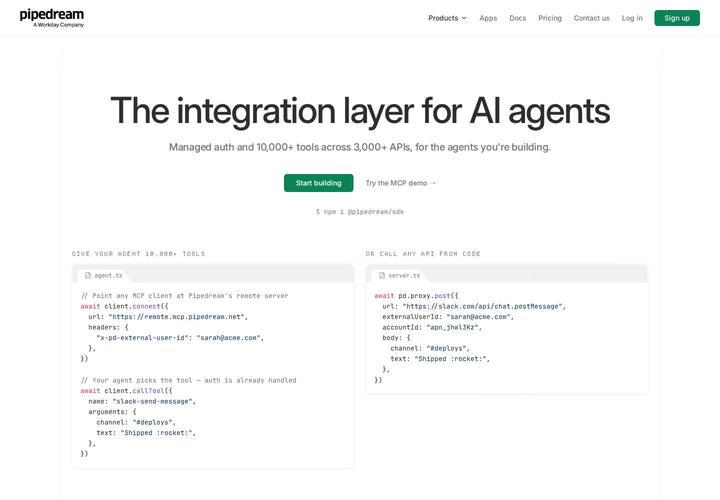 pipedream
A Workday Company
Products
Apps
Docs
Pricing
Contact us
Log in
Sign up
The integration layer for AI agents
Managed auth and 10,000+ tools across 3,000+ APIs, for the agents you're building.
Start building
Try the MCP demo →
$ npm i @pipedream/sdk
GIVE YOUR AGENT 10,000+ TOOLS
agent.ts
// Point any MCP client at Pipedream's remote server
await client.connect({
url: "https://remote.mcp.pipedream.net",
headers: {
"x-pd-external-user-id": "sarah@acme.com",
},
})
// Your agent picks the tool — auth is already handled
await client.callTool({
name: "slack-send-message",
arguments: {
channel: "#deploys",
text: "Shipped :rocket:",
},
})
OR CALL ANY API FROM CODE
server.ts
await pd.proxy.post({
url: "https://slack.com/api/chat.postMessage",
externalUserId: "sarah@acme.com",
accountId: "apn_jhwl3Kz",
body: {
channel: "#deploys",
text: "Shipped :rocket:",
},
})